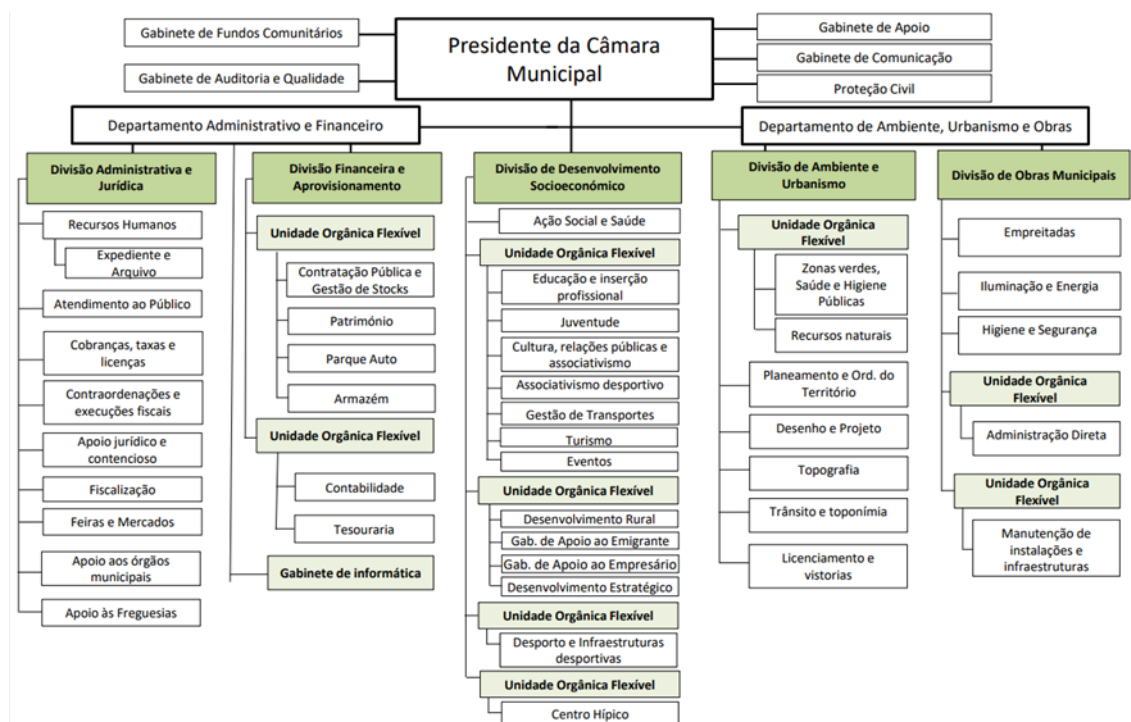 Gabinete de Fundos Comunitários
Gabinete de Auditoria e Qualidade
Presidente da Câmara
Municipal
Gabinete de Apoio
Gabinete de Comunicação
Proteção Civil
Departamento Administrativo e Financeiro
Departamento de Ambiente, Urbanismo e Obras
Divisão Administrativa e
Jurídica
Recursos Humanos
Expediente e
Arquivo
Atendimento ao Público
Cobranças, taxas e
licenças
Contraordenações e
execuções fiscais
Apoio jurídico e
contencioso
Fiscalização
Feiras e Mercados
Apoio aos órgãos
municipais
Apoio às Freguesias
Divisão Financeira e
Aprovisionamento
Unidade Orgânica Flexível
Contratação Pública e
Gestão de Stocks
Património
Parque Auto
Armazém
Unidade Orgânica Flexível
Contabilidade
Tesouraria
Gabinete de informática
Divisão de Desenvolvimento
Socioeconómico
Ação Social e Saúde
Unidade Orgânica Flexível
Educação e inserção
profissional
Juventude
Cultura, relações públicas e
associativismo
Associativismo desportivo
Gestão de Transportes
Turismo
Eventos
Unidade Orgânica Flexível
Desenvolvimento Rural
Gab. de Apoio ao Emigrante
Gab. de Apoio ao Empresário
Desenvolvimento Estratégico
Unidade Orgânica Flexível
Desporto e Infraestruturas
desportivas
Unidade Orgânica Flexível
Centro Hípico
Divisão de Ambiente e
Urbanismo
Unidade Orgânica
Flexível
Zonas verdes,
Saúde e Higiene
Públicas
Recursos naturais
Planeamento e Ord. do
Território
Desenho e Projeto
Topografia
Trânsito e toponímia
Licenciamento e
vistorias
Divisão de Obras Municipais
Empreitadas
Iluminação e Energia
Higiene e Segurança
Unidade Orgânica
Flexível
Administração Direta
Unidade Orgânica
Flexível
Manutenção de
instalações e
infraestruturas